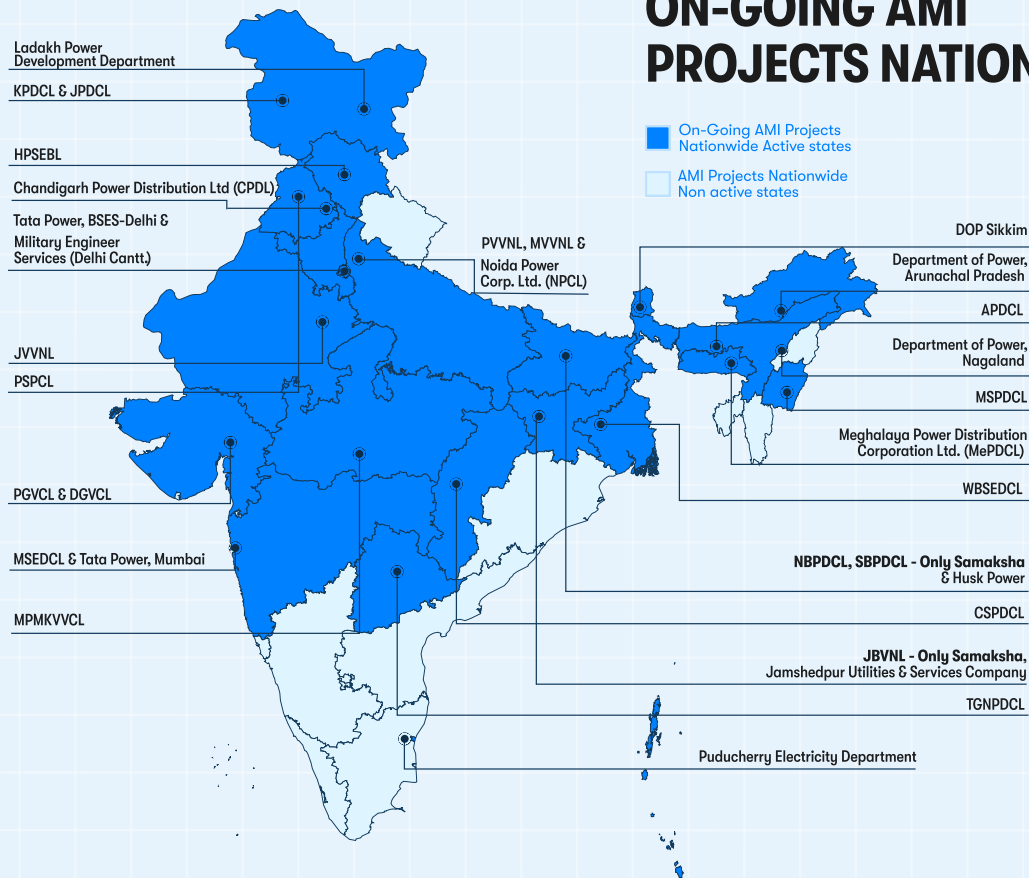 ON-GOING AMI
PROJECTS NATION
On-Going AMI Projects
Nationwide Active states
AMI Projects Nationwide
Non active states
Ladakh Power
Development Department
KPDCL & JPDCL
HPSEBL
Chandigarh Power Distribution Ltd (CPDL)
Tata Power, BSES-Delhi &
Military Engineer
Services (Delhi Cantt.)
JVVNL
PSPCL
PGVCL & DGVCL
MSEDCL & Tata Power, Mumbai
MPMKVVCL
PVVNL, MVVNL &
Noida Power
Corp. Ltd. (NPCL)
DOP Sikkim
Department of Power,
Arunachal Pradesh
APDCL
Department of Power,
Nagaland
MSPDCL
Meghalaya Power Distribution
Corporation Ltd. (MePDCL)
WBSEDCL
NBPDCL, SBPDCL - Only Samaksha
& Husk Power
CSPDCL
JBVNL - Only Samaksha,
Jamshedpur Utilities & Services Company
TGNPDCL
Puducherry Electricity Department